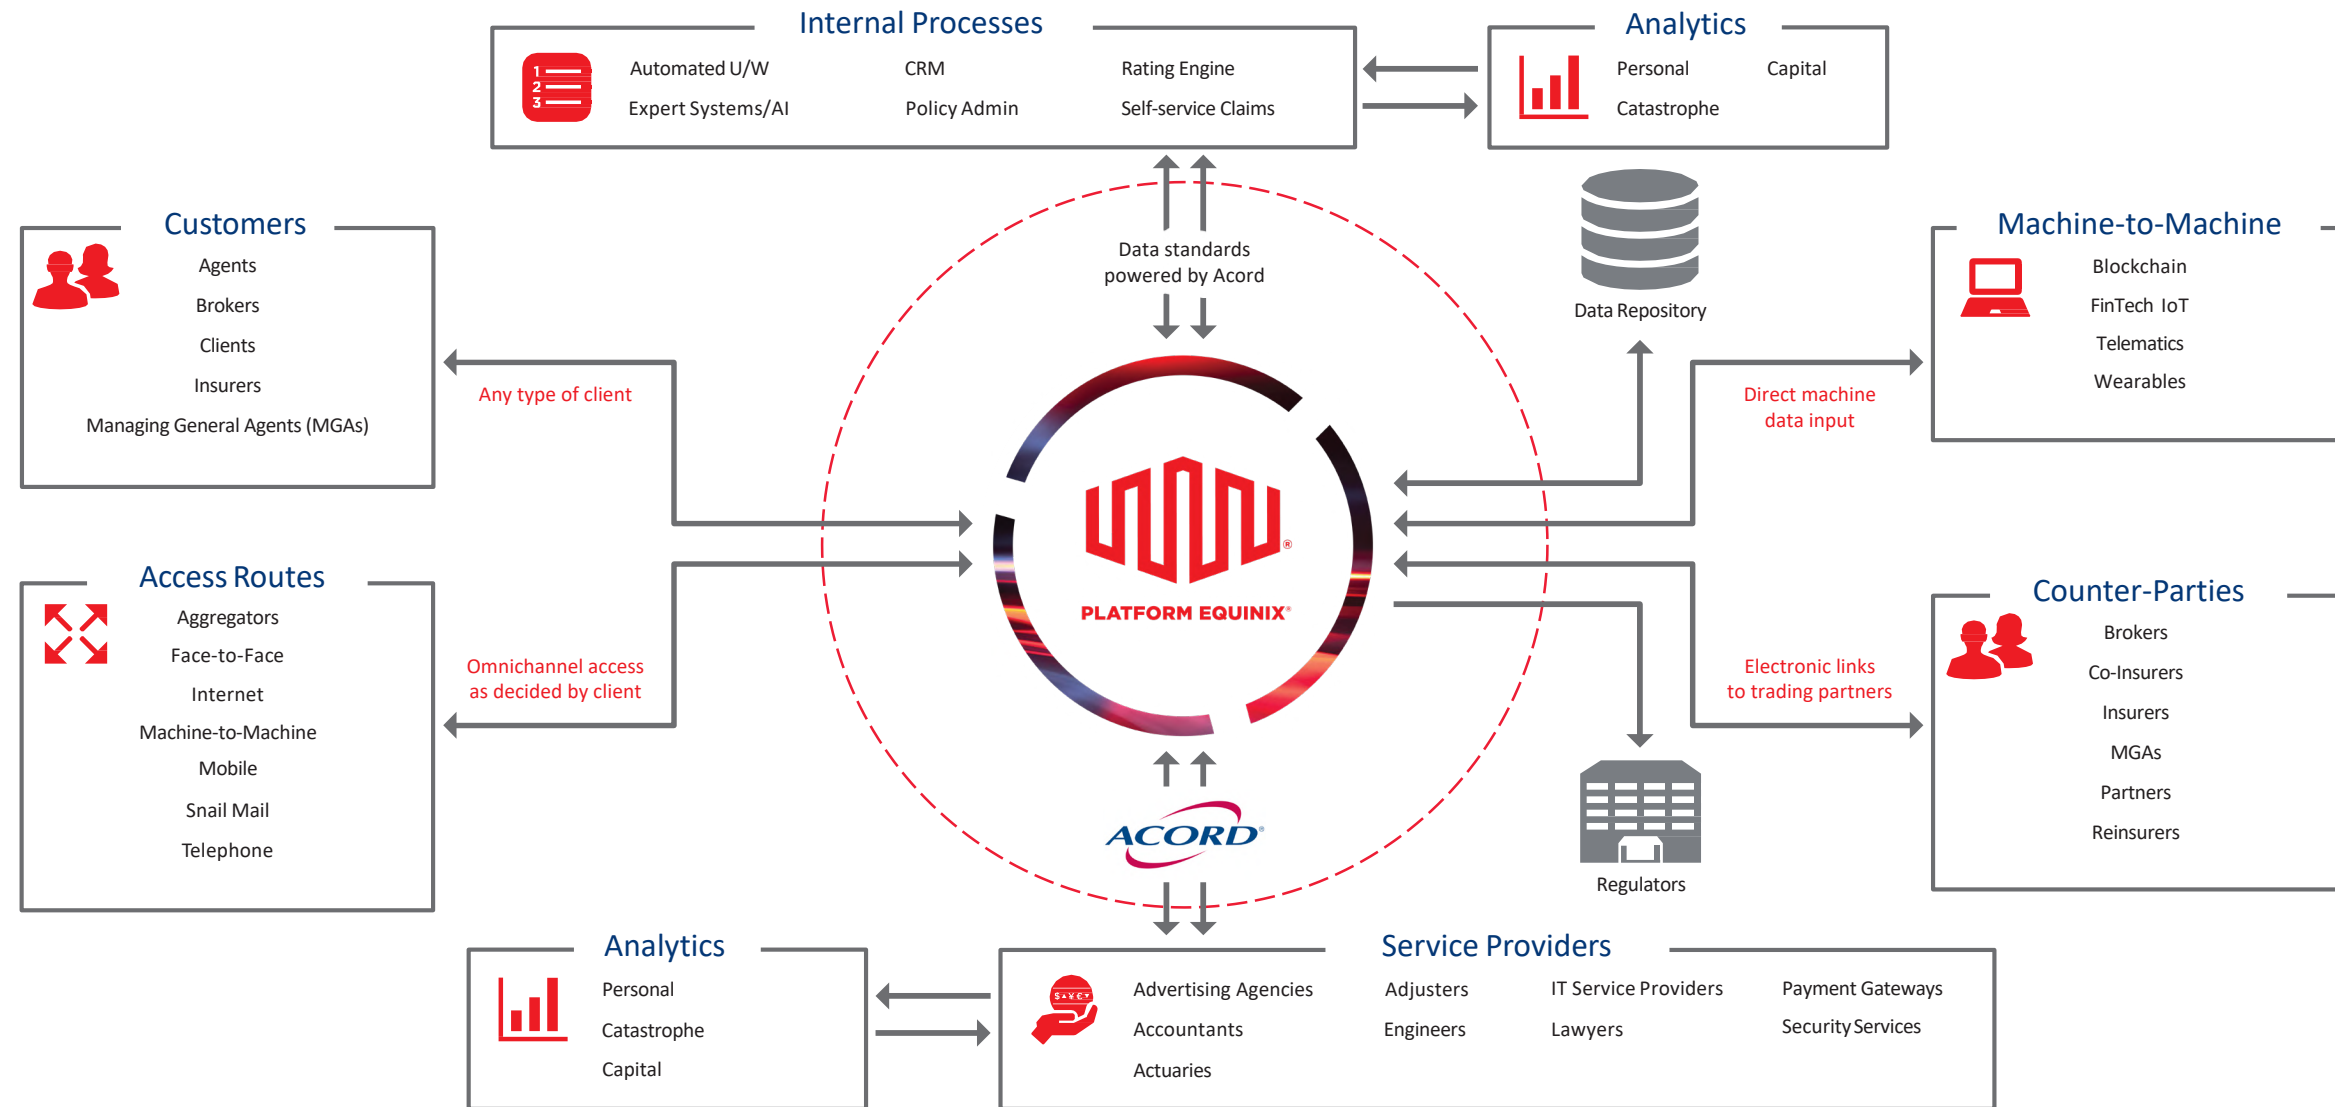 Internal Processes
Automated U/W
CRM
Rating Engine
Expert Systems/AI
Policy Admin
Self-service Claims
1
2
3
Analytics
Personal
Capital
Catastrophe
Customers
Agents
Brokers
Clients
Insurers
Managing General Agents (MGAs)
Data standards
powered by Acord
Data Repository
Machine-to-Machine
Blockchain
FinTech IoT
Telematics
Wearables
Any type of client
Direct machine
data input
PLATFORM EQUINIX®
®
Access Routes
Aggregators
Face-to-Face
Internet
Machine-to-Machine
Mobile
Snail Mail
Telephone
Omnichannel access
as decided by client
Electronic links
to trading partners
Counter-Parties
Brokers
Co-Insurers
Insurers
MGAs
Partners
Reinsurers
ACORD®
Regulators
Analytics
Personal
Catastrophe
Capital
Service Providers
Advertising Agencies
Adjusters
IT Service Providers
Payment Gateways
Accountants
Engineers
Lawyers
Security Services
Actuaries